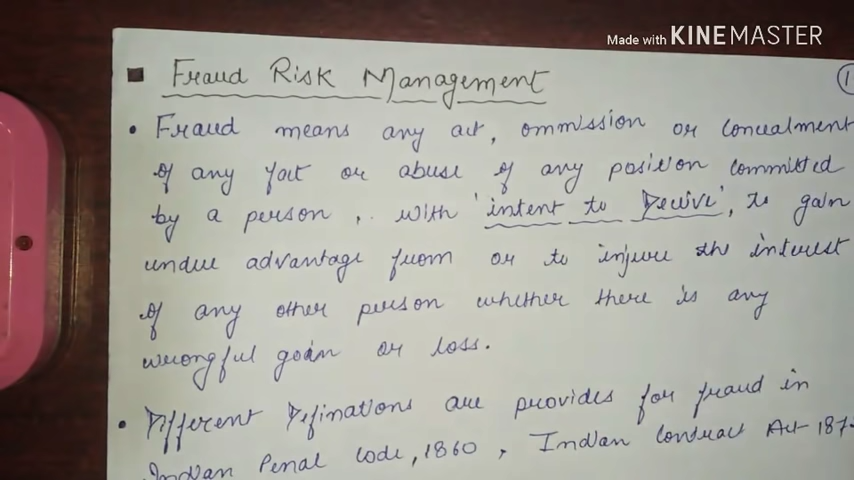 Made with KINEMASTER
Fraud Risk Management
1
• Fraud means any act, ommission or concealment
of any fact or abuse of any position committed
by a person, . with 'intent to Decive', to gain
undue advantage from or to injure the interest
of any other person whether there is any
wrongful gain or loss.
• Different Definations are provides for fraud in
Indian Penal Code, 1860, Indian Contract Act 187